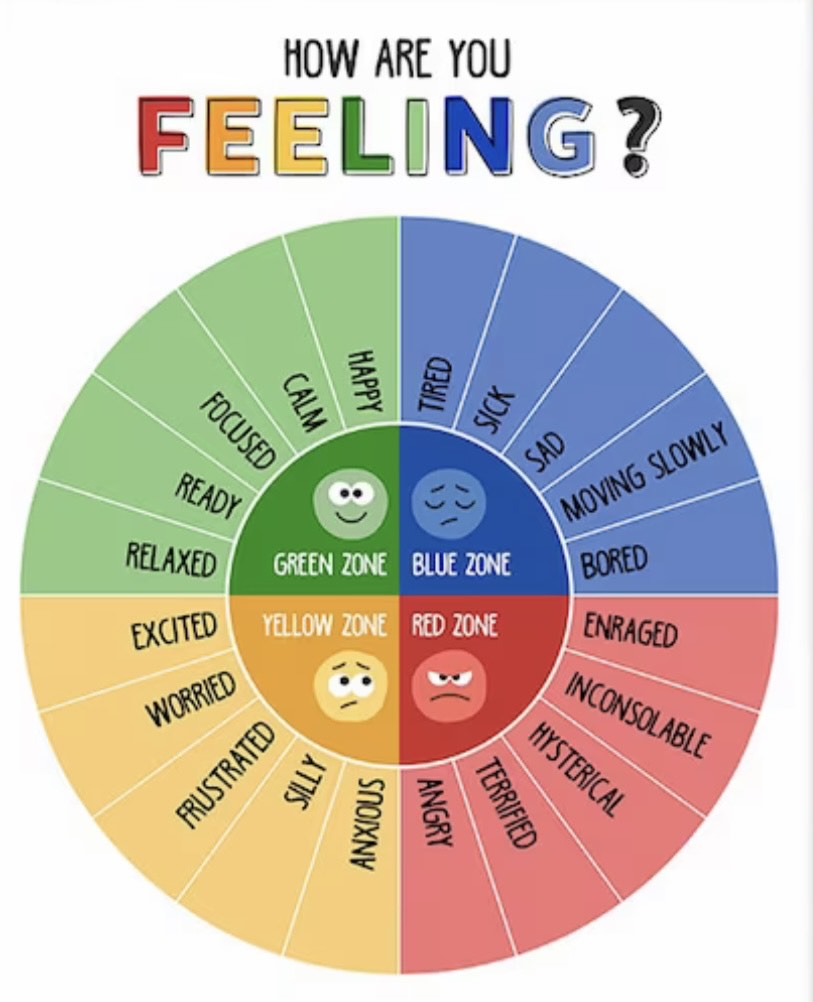 HOW ARE YOU
FEELING?
HAPPY
CALM
FOCUSED
READY
RELAXED
TIRED
SICK
SAD
MOVING SLOWLY
BORED
GREEN ZONE
BLUE ZONE
YELLOW ZONE
RED ZONE
EXCITED
WORRIED
FRUSTRATED
SILLY
ANXIOUS
ENRAGED
INCONSOLABLE
HYSTERICAL
TERRIFIED
ANGRY